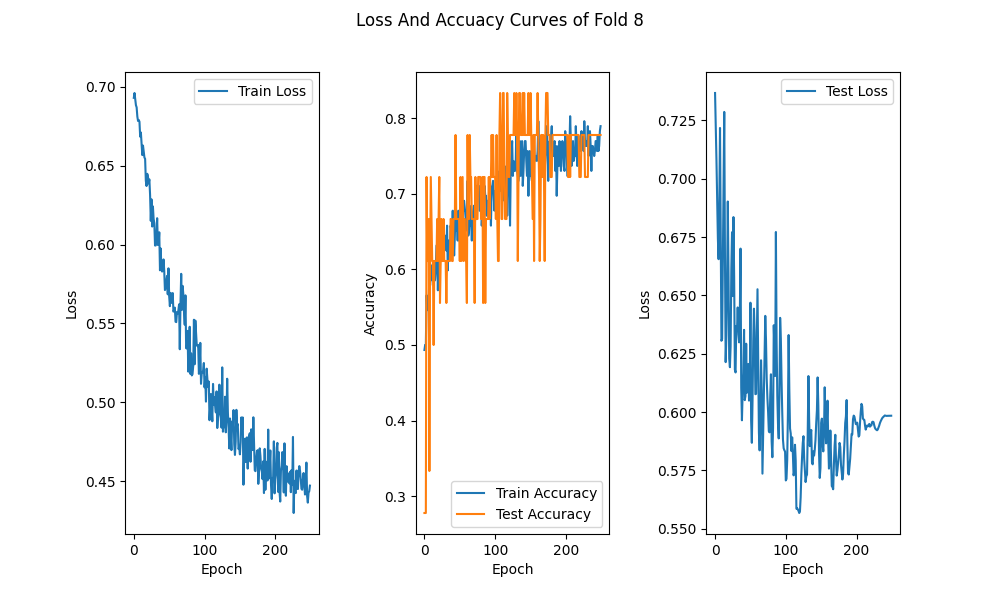 Loss And Accuacy Curves of Fold 8
Train Loss
0.70
0.65
0.60
0.55
0.50
0.45
Loss
0 100 200
Epoch
0.8
0.7
0.6
0.5
0.4
0.3
Accuracy
Train Accuracy
Test Accuracy
0 100 200
Epoch
Test Loss
0.725
0.700
0.675
0.650
0.625
0.600
0.575
0.550
Loss
0 100 200
Epoch